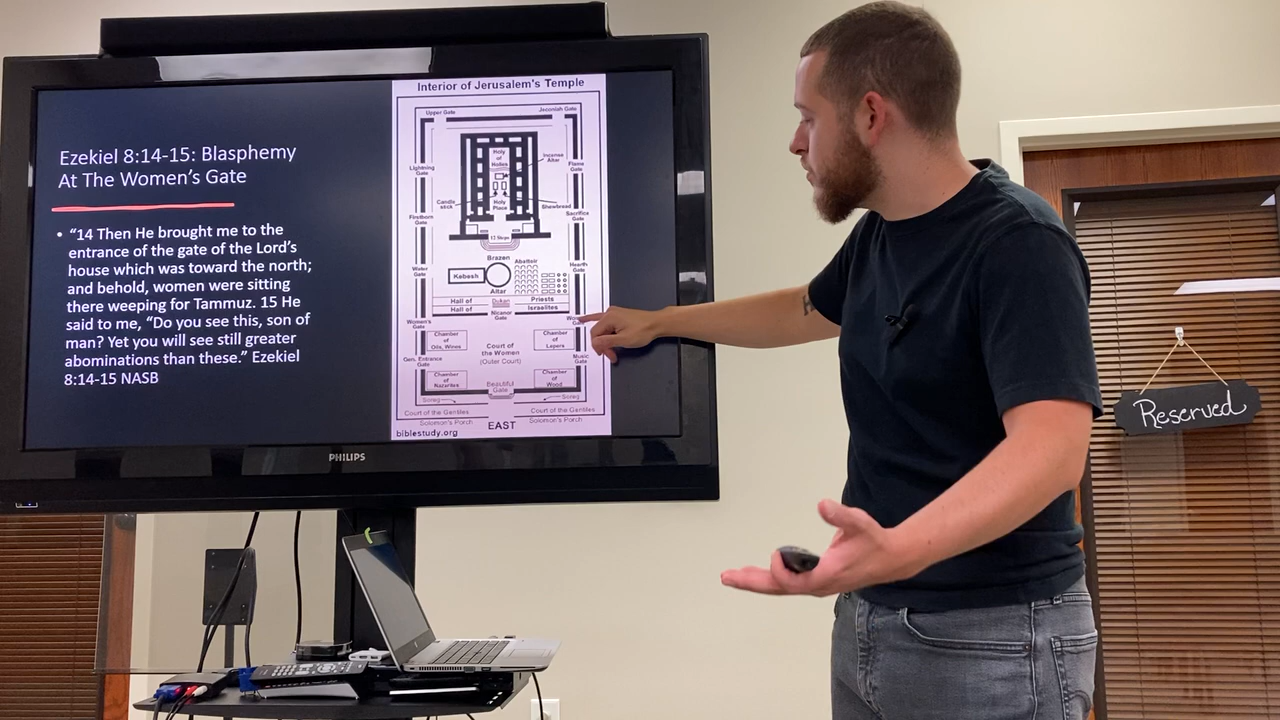 Interior of Jerusalem's Temple
Ezekiel 8:14-15: Blasphemy
At The Women's Gate
• “14 Then He brought me to the
entrance of the gate of the Lord's
house which was toward the north;
and behold, women were sitting
there weeping for Tammuz. 15 He
said to me, “Do you see this, son of
man? Yet you will see still greater
abominations than these.” Ezekiel
8:14-15 NASB
Upper Gate
Jeconiah Gate
Holy
of
Holies
Incense
Altar
Lightning
Gate
Flame
Gate
Candle
stick
Holy
Place
Shewbread
Firstborn
Gate
Sacrifice
Gate
12 Steps
Water
Gate
Brazen
Altar
Kebesh
Abattoir
Hearth
Gate
Hall of
Dukan
Priests
Hall of
Israelites
Nicanor
Gate
Women's
Gate
Chamber
of
Oils, Wines
Chamber
of
Lepers
Court of
the Women
(Outer Court)
Gen. Entrance
Gate
Music
Gate
Chamber
of
Nazarites
Beautiful
Gate
Chamber
of
Wood
Soreg
Soreg
Court of the Gentiles
Court of the Gentiles
Solomon's Porch
Solomon's Porch
EAST
biblestudy.org
PHILIPS
Reserved